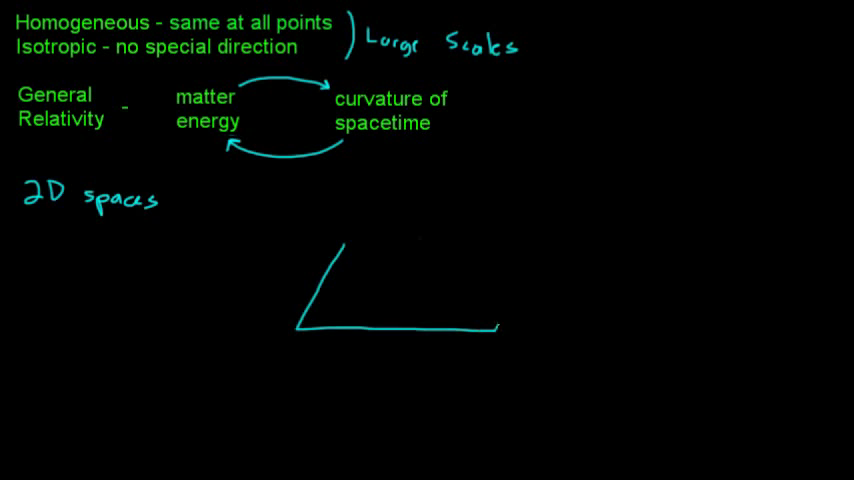 Homogeneous - same at all points
Isotropic - no special direction
Large Scales
General Relativity - matter energy
curvature of spacetime
2D spaces